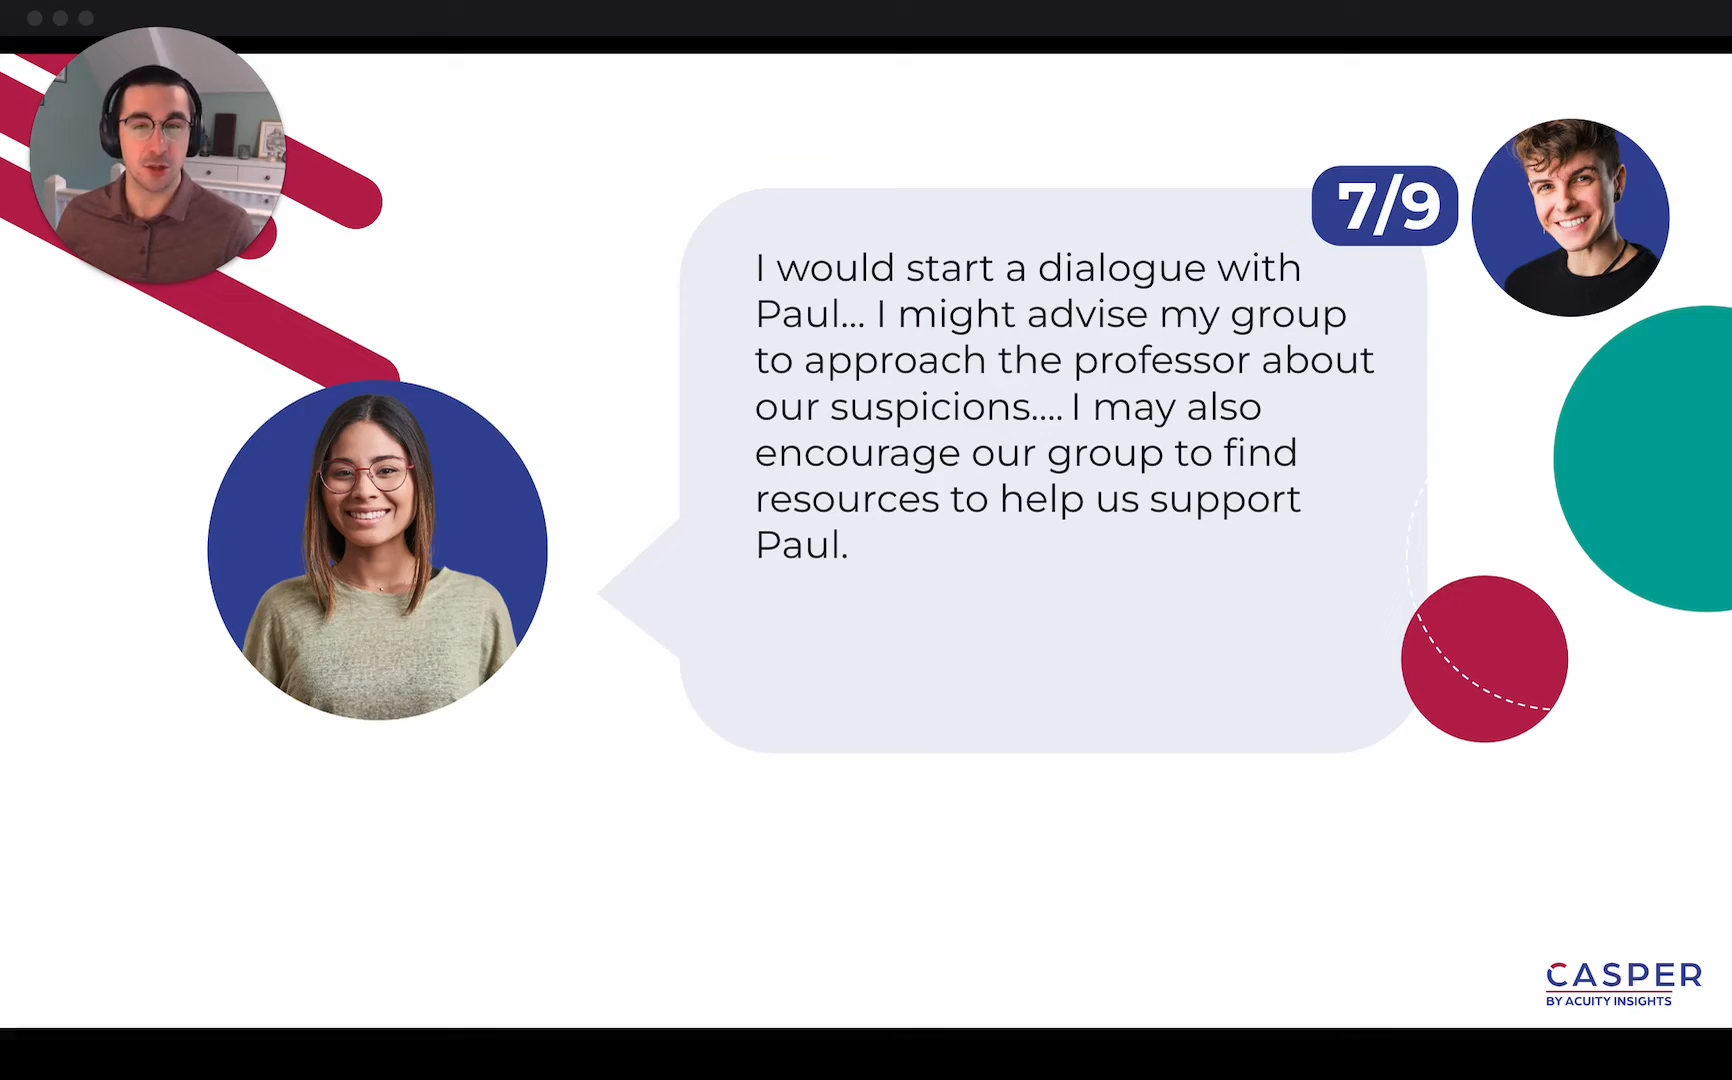 7/9
I would start a dialogue with
Paul... I might advise my group
to approach the professor about
our suspicions.... I may also
encourage our group to find
resources to help us support
Paul.
CASPER
BY ACUITY INSIGHTS